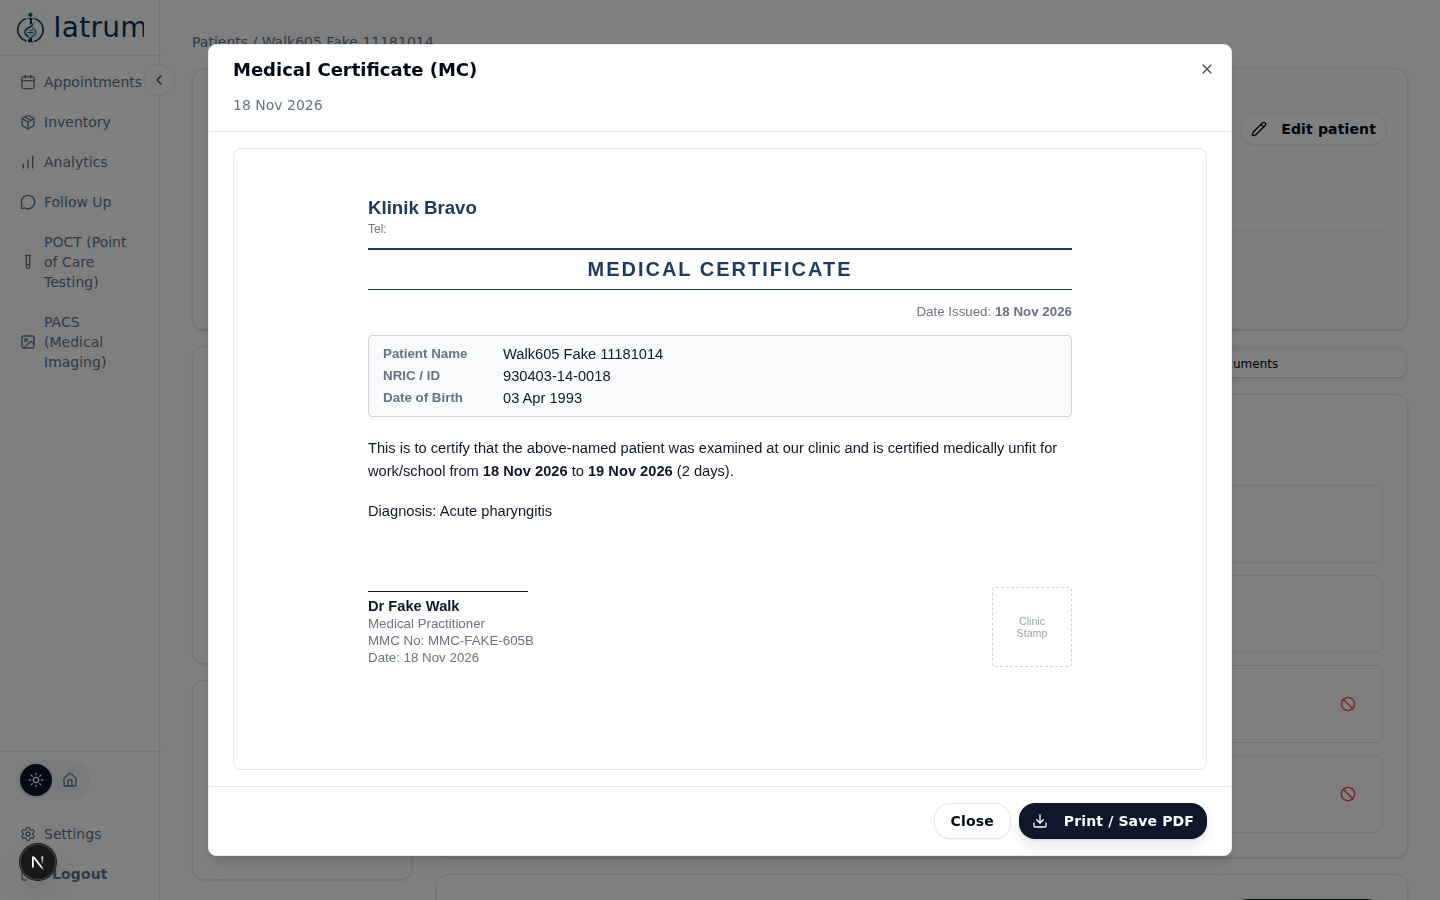 Iatrum
Appointments
Inventory
Analytics
Follow Up
POCT (Point
of Care
Testing)
PACS
(Medical
Imaging)
Settings
Logout
Patients / Walk605 Fake 11181014
Edit patient
Medical Certificate (MC)
18 Nov 2026
Klinik Bravo
Tel:
MEDICAL CERTIFICATE
Date Issued: 18 Nov 2026
Patient Name Walk605 Fake 11181014
NRIC / ID 930403-14-0018
Date of Birth 03 Apr 1993
This is to certify that the above-named patient was examined at our clinic and is certified medically unfit for
work/school from 18 Nov 2026 to 19 Nov 2026 (2 days).
Diagnosis: Acute pharyngitis
Dr Fake Walk
Medical Practitioner
MMC No: MMC-FAKE-605B
Date: 18 Nov 2026
Clinic
Stamp
Close
Print / Save PDF